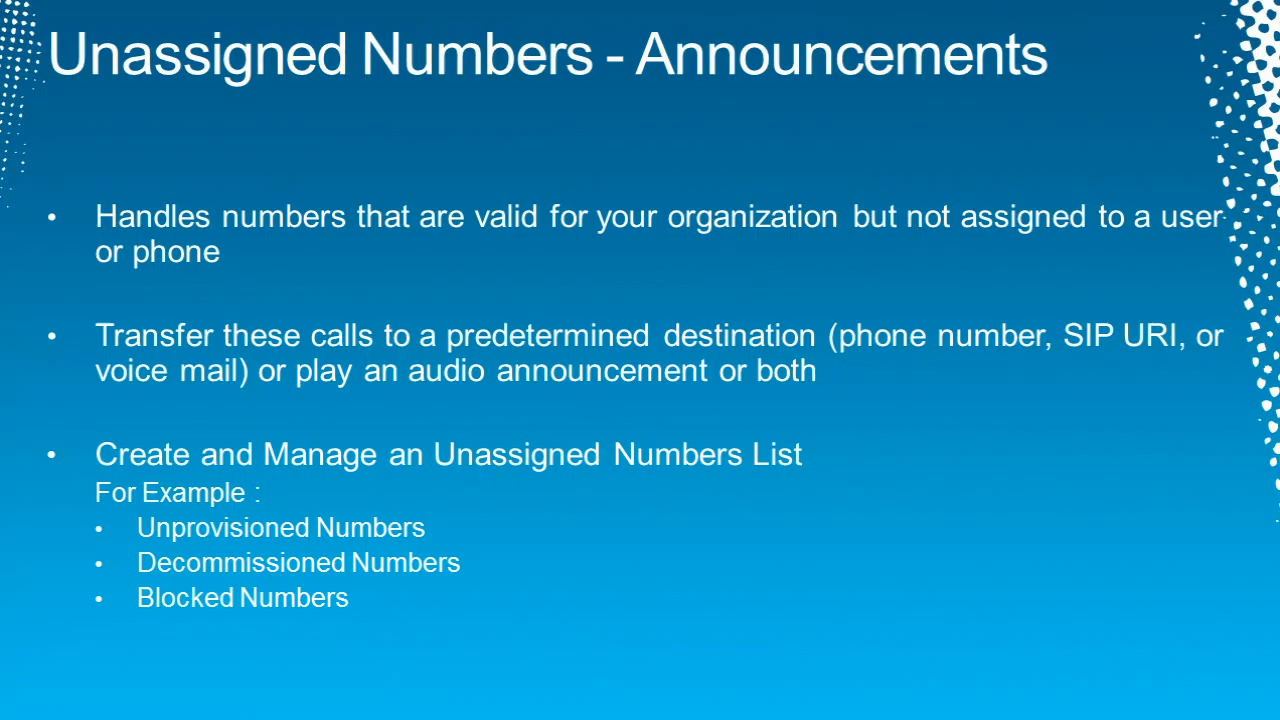 Unassigned Numbers - Announcements
• Handles numbers that are valid for your organization but not assigned to a user
or phone
• Transfer these calls to a predetermined destination (phone number, SIP URI, or
voice mail) or play an audio announcement or both
• Create and Manage an Unassigned Numbers List
For Example :
• Unprovisioned Numbers
• Decommissioned Numbers
• Blocked Numbers